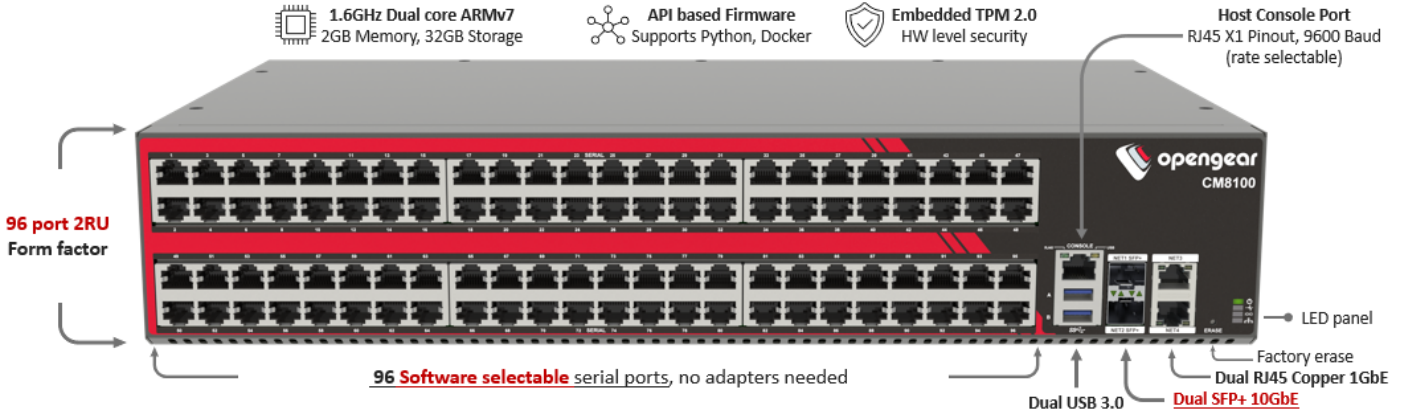 1.6GHz Dual core ARMv7
2GB Memory, 32GB Storage
API based Firmware
Supports Python, Docker
Embedded TPM 2.0
HW level security
Host Console Port
RJ45 X1 Pinout, 9600 Baud
(rate selectable)
96 port 2RU
Form factor
SERIAL
opengear
CM8100
CONSOLE
NET1 SFP+
NET3
A
B
NET2 SFP+
NET4
ERASE
SERIAL
LED panel
Factory erase
Dual RJ45 Copper 1GbE
Dual SFP+ 10GbE
Dual USB 3.0
96 Software selectable serial ports, no adapters needed